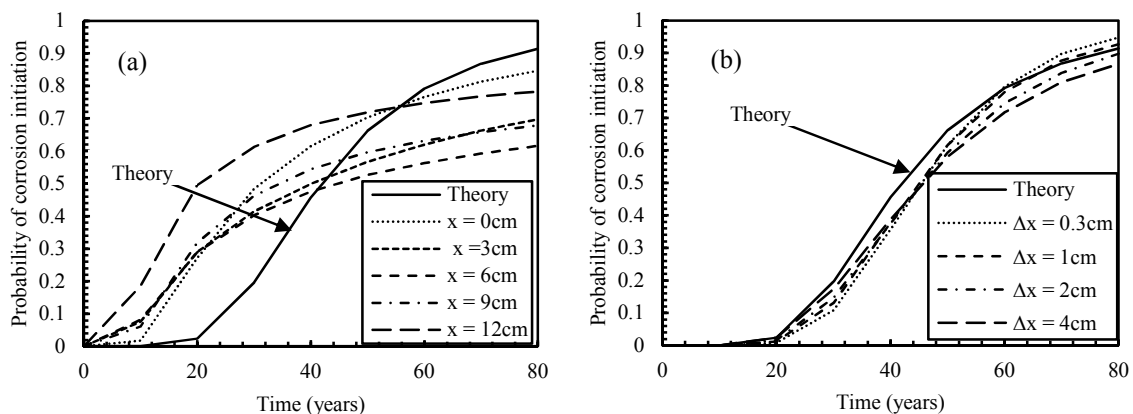 (a)
Probability of corrosion initiation
1
0.9
0.8
0.7
0.6
0.5
0.4
0.3
0.2
0.1
0
Theory
Theory
x = 0cm
x =3cm
x = 6cm
x = 9cm
x = 12cm
0 20 40 60 80
Time (years)
(b)
Probability of corrosion initiation
1
0.9
0.8
0.7
0.6
0.5
0.4
0.3
0.2
0.1
0
Theory
Theory
Δx = 0.3cm
Δx = 1cm
Δx = 2cm
Δx = 4cm
0 20 40 60 80
Time (years)